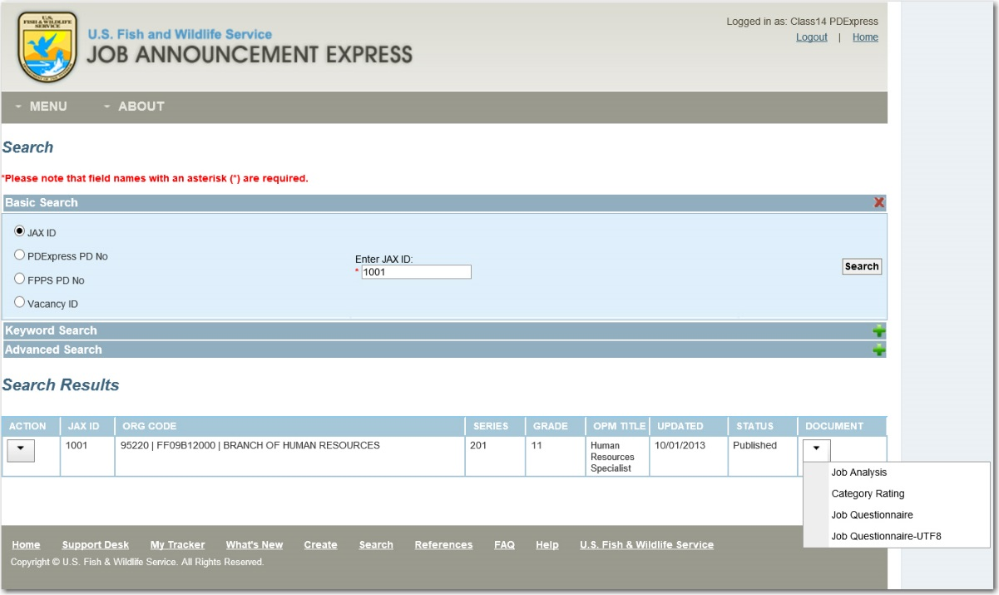 U.S.
FISH & WILDLIFE
SERVICE
U.S. Fish and Wildlife Service
JOB ANNOUNCEMENT EXPRESS
Logged in as: Class14 PDExpress
Logout | Home
MENU ABOUT
Search
*Please note that field names with an asterisk (*) are required.
Basic Search
JAX ID
PDExpress PD No
FPPS PD No
Vacancy ID
Enter JAX ID:
* 1001
Search
Keyword Search
Advanced Search
Search Results
ACTION JAX ID ORG CODE SERIES GRADE OPM TITLE UPDATED STATUS DOCUMENT
1001 95220 | FF09B12000 | BRANCH OF HUMAN RESOURCES 201 11 Human Resources Specialist 10/01/2013 Published
Job Analysis
Category Rating
Job Questionnaire
Job Questionnaire-UTF8
Home Support Desk My Tracker What's New Create Search References FAQ Help U.S. Fish & Wildlife Service
Copyright © U.S. Fish & Wildlife Service. All Rights Reserved.